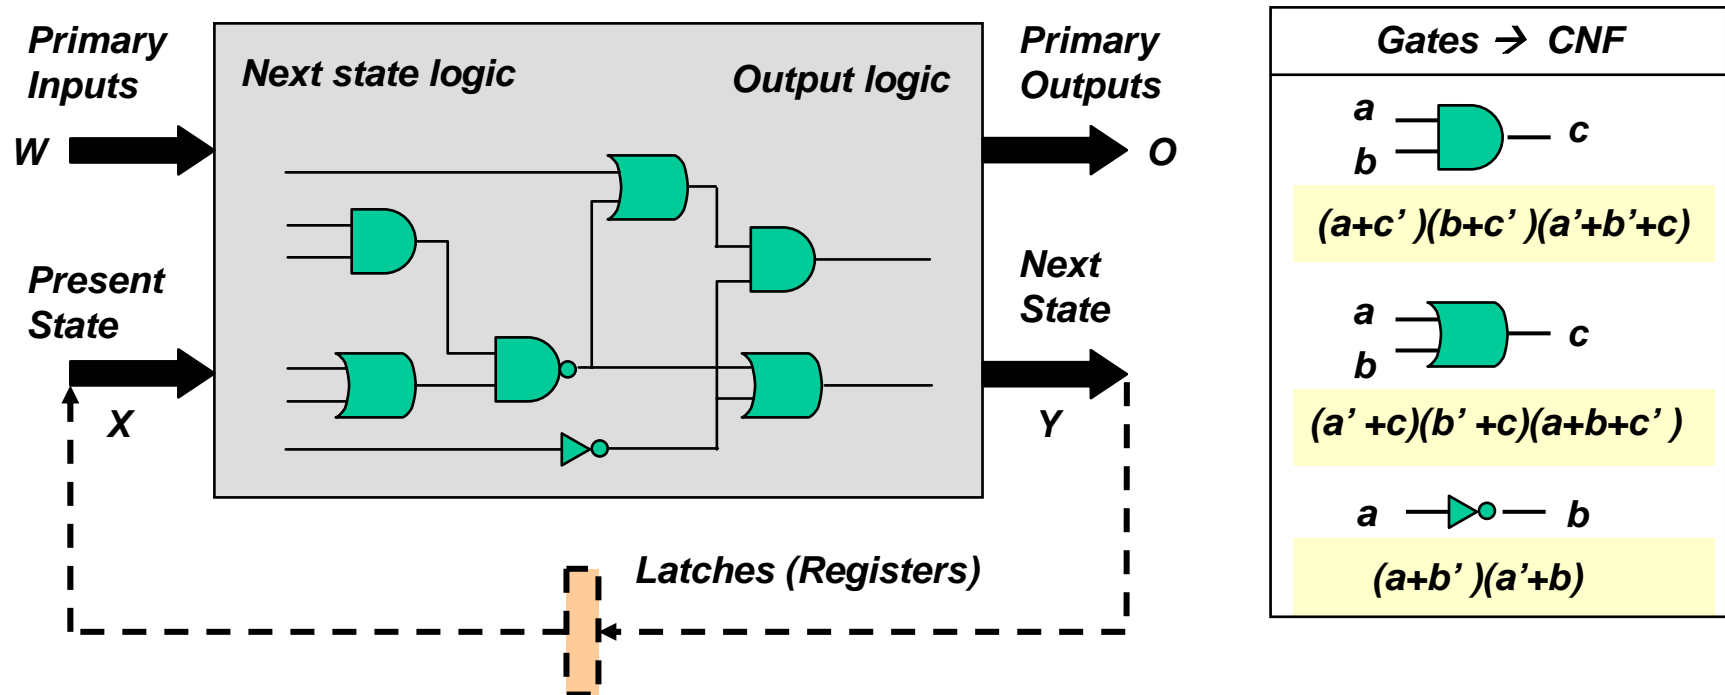 Primary
Inputs
W
Present
State
X
Next state logic
Output logic
Primary
Outputs
O
Next
State
Y
Latches (Registers)
Gates → CNF
a
b
c
(a+c’ )(b+c’ )(a’+b’+c)
a
b
c
(a’ +c)(b’ +c)(a+b+c’ )
a
b
(a+b’ )(a’+b)